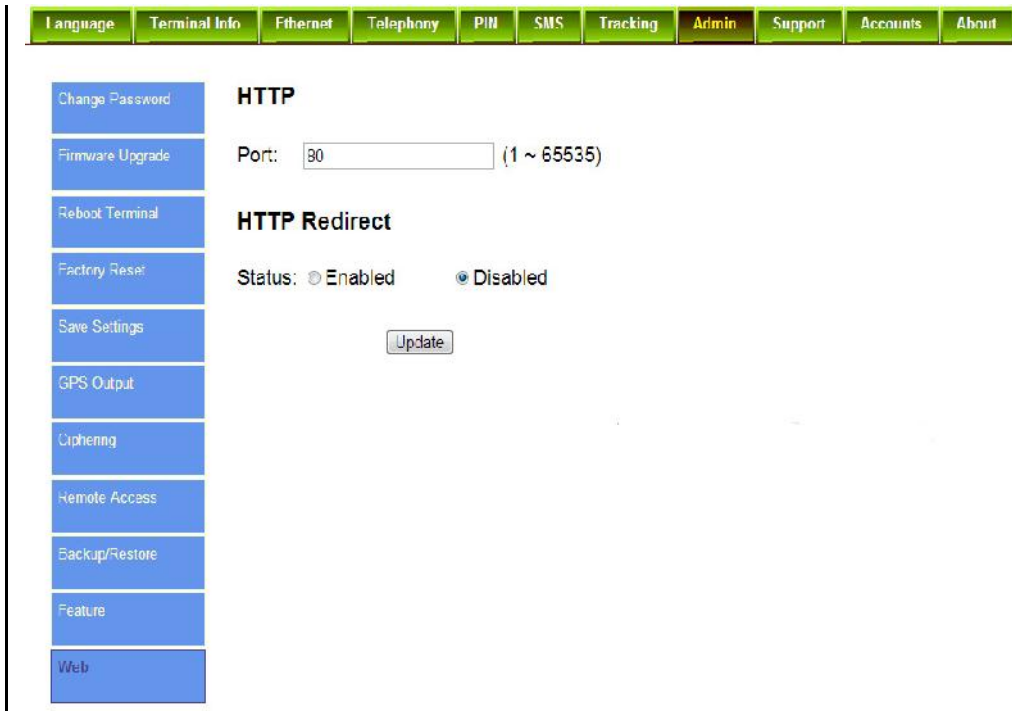 Language Terminal Info Ethernet Telephony PIN SMS Tracking Admin Support Accounts About
Change Password
Firmware Upgrade
Reboot Terminal
Factory Reset
Save Settings
GPS Output
Ciphering
Remote Access
Backup/Restore
Feature
Web
HTTP
Port: 80 (1 ~ 65535)
HTTP Redirect
Status: Enabled Disabled
Update